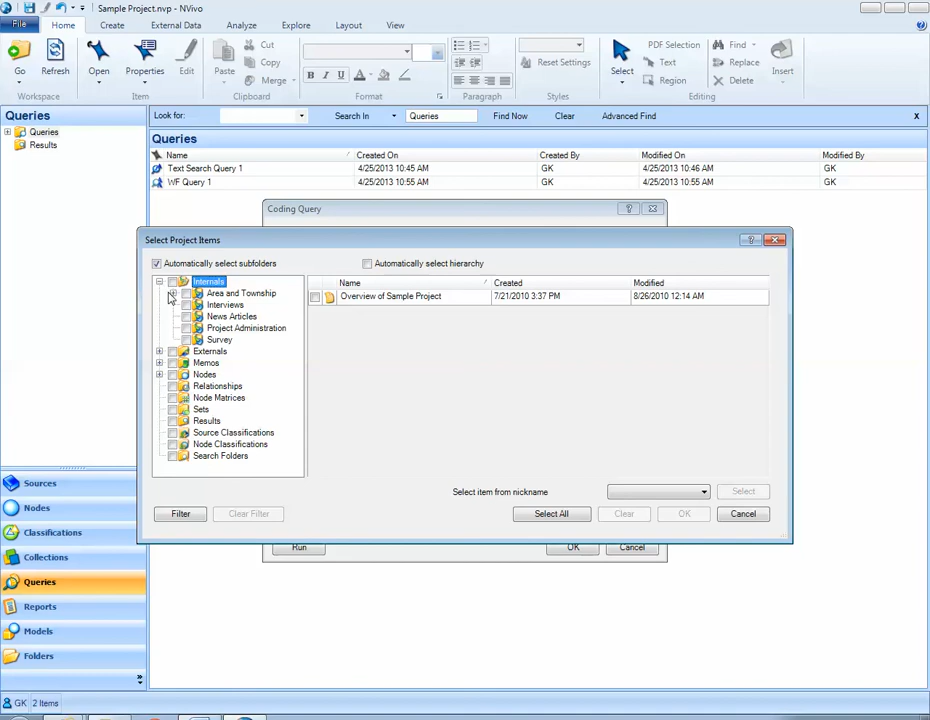 Sample Project.nvp - NVivo
File Home Create External Data Analyze Explore Layout View
Go Refresh Open Properties Edit Paste Cut Copy Merge
B I U
Reset Settings
Select PDF Selection Text Region Find Replace Delete Insert
Workspace Item Clipboard Format Paragraph Styles Editing
Queries
Look for: Search In Queries Find Now Clear Advanced Find x
Queries
Results
Queries
Name Created On Created By Modified On Modified By
Text Search Query 1 4/25/2013 10:45 AM GK 4/25/2013 10:46 AM GK
WF Query 1 4/25/2013 10:55 AM GK 4/25/2013 10:55 AM GK
Coding Query
Select Project Items
Automatically select subfolders Automatically select hierarchy
Internals
Area and Township
Interviews
News Articles
Project Administration
Survey
Externals
Memos
Nodes
Relationships
Node Matrices
Sets
Results
Source Classifications
Node Classifications
Search Folders
Name Created Modified
Overview of Sample Project 7/21/2010 3:37 PM 8/26/2010 12:14 AM
Select item from nickname Select
Filter Clear Filter Select All Clear OK Cancel
Run OK Cancel
Sources
Nodes
Classifications
Collections
Queries
Reports
Models
Folders
GK 2 Items